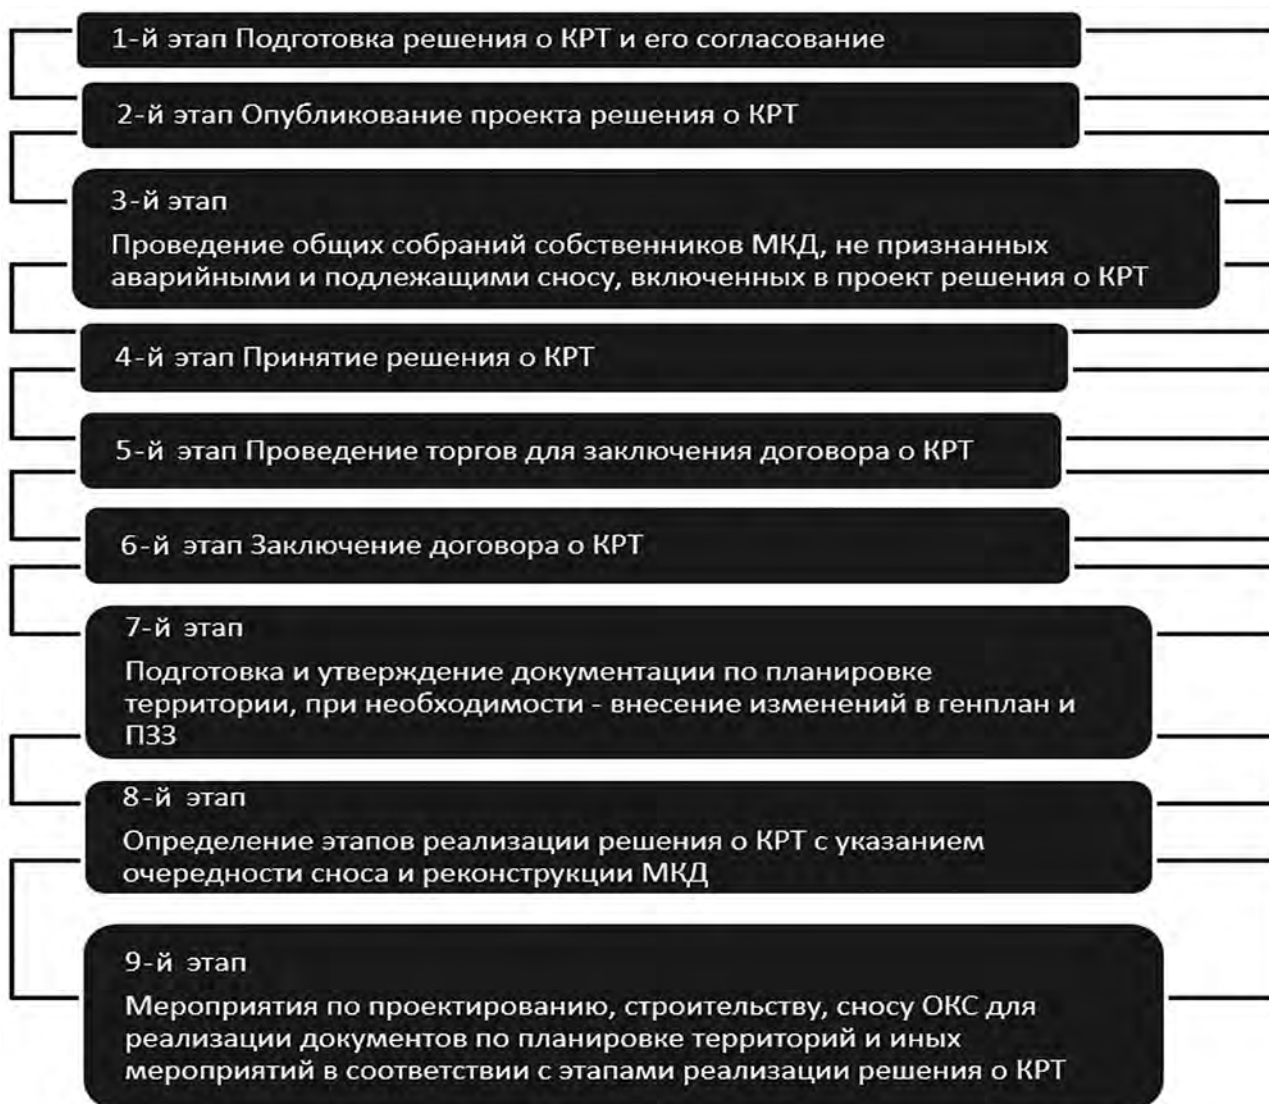 1-й этап Подготовка решения о КРТ и его согласование
2-й этап Опубликование проекта решения о КРТ
3-й этап
Проведение общих собраний собственников МКД, не признанных
аварийными и подлежащими сносу, включенных в проект решения о КРТ
4-й этап Принятие решения о КРТ
5-й этап Проведение торгов для заключения договора о КРТ
6-й этап Заключение договора о КРТ
7-й этап
Подготовка и утверждение документации по планировке
территории, при необходимости - внесение изменений в генплан и
ПЗЗ
8-й этап
Определение этапов реализации решения о КРТ с указанием
очередности сноса и реконструкции МКД
9-й этап
Мероприятия по проектированию, строительству, сносу ОКС для
реализации документов по планировке территорий и иных
мероприятий в соответствии с этапами реализации решения о КРТ